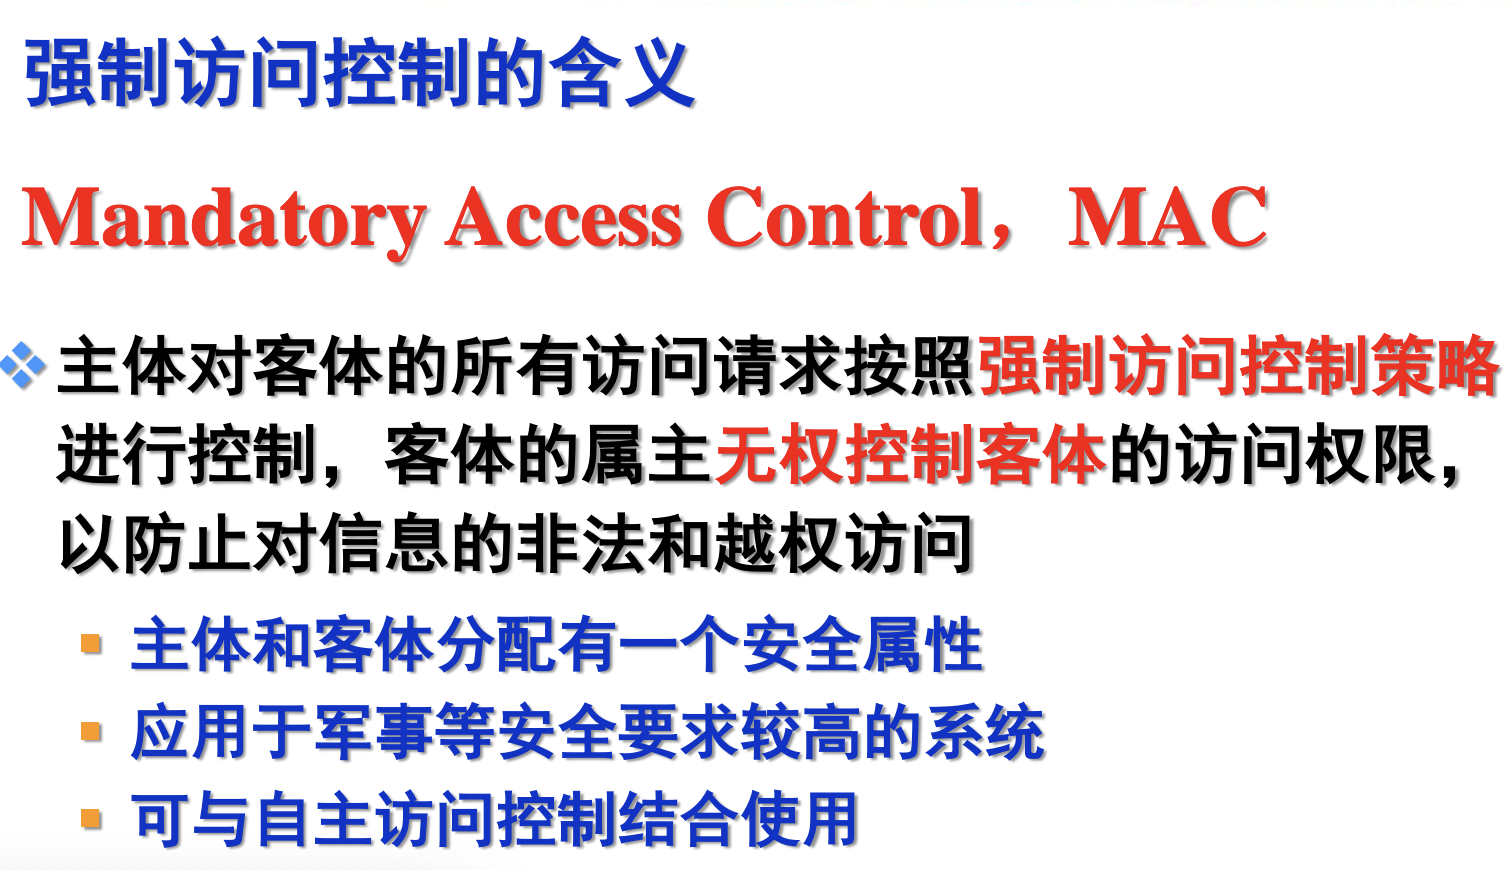 强制访问控制的含义
Mandatory Access Control，MAC
主体对客体的所有访问请求按照强制访问控制策略
进行控制，客体的属主无权控制客体的访问权限，
以防止对信息的非法和越权访问
主体和客体分配有一个安全属性
应用于军事等安全要求较高的系统
可与自主访问控制结合使用